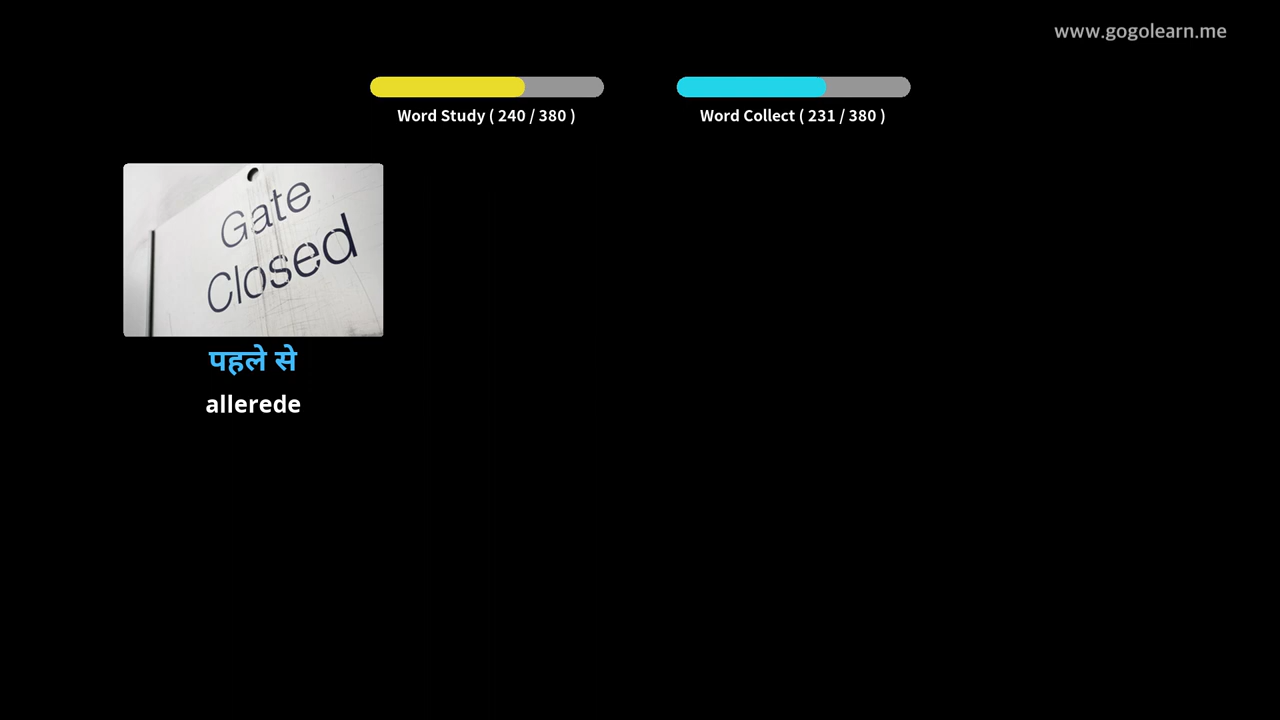 www.gogolearn.me
Word Study ( 240 / 380 )
Word Collect ( 231 / 380 )
Gate
Closed
पहले से
allerede